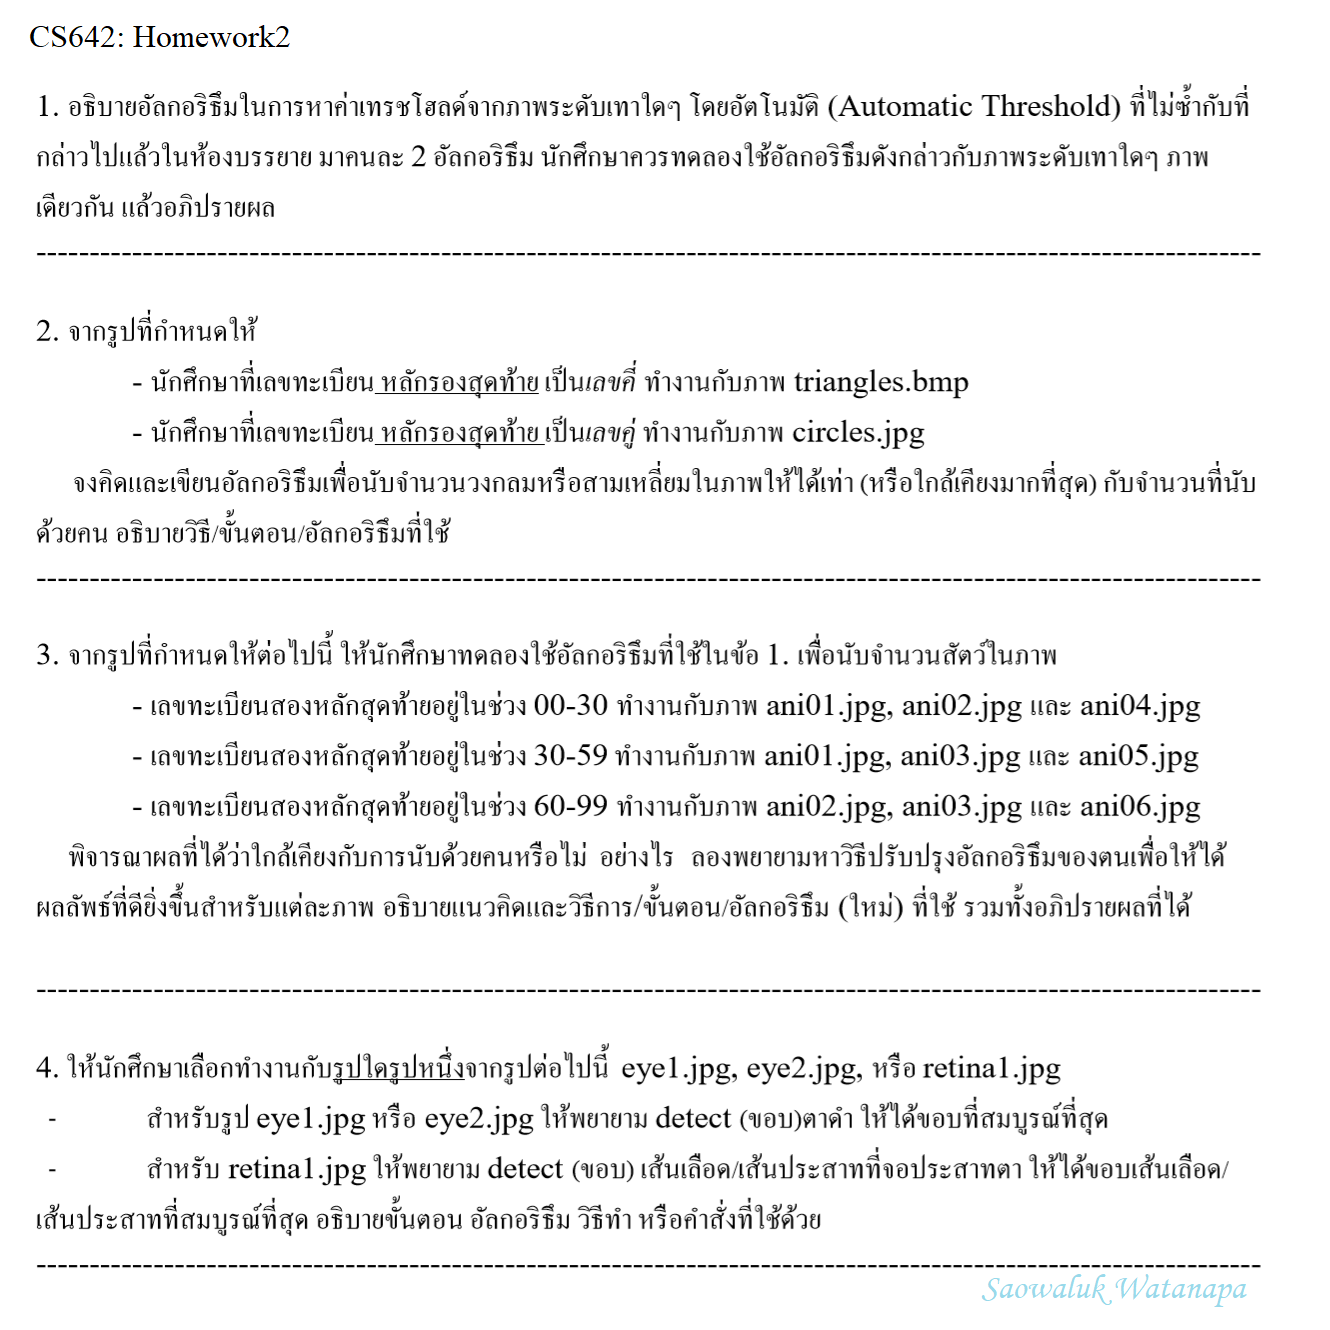 CS642: Homework2
1. อธิบายอัลกอริธึมในการหาค่าเทรชโฮลด์จากภาพระดับเทาใดๆ โดยอัตโนมัติ (Automatic Threshold) ที่ไม่ซ้ำกับที่
กล่าวไปแล้วในห้องบรรยาย มาคนละ 2 อัลกอริธึม นักศึกษาควรทดลองใช้อัลกอริธึมดังกล่าวกับภาพระดับเทาใดๆ ภาพ
เดียวกัน แล้วอภิปรายผล
2. จากรูปที่กำหนดให้
- นักศึกษาที่เลขทะเบียน หลักรองสุดท้าย เป็นเลขคี่ ทำงานกับภาพ triangles.bmp
- นักศึกษาที่เลขทะเบียน หลักรองสุดท้าย เป็นเลขคู่ ทำงานกับภาพ circles.jpg
จงคิดและเขียนอัลกอริธึมเพื่อนับจำนวนวงกลมหรือสามเหลี่ยมในภาพให้ได้เท่า (หรือใกล้เคียงมากที่สุด) กับจำนวนที่นับ
ด้วยคน อธิบายวิธี/ขั้นตอน/อัลกอริธึมที่ใช้
3. จากรูปที่กำหนดให้ต่อไปนี้ ให้นักศึกษาทดลองใช้อัลกอริธึมที่ใช้ในข้อ 1. เพื่อนับจำนวนสัตว์ในภาพ
- เลขทะเบียนสองหลักสุดท้ายอยู่ในช่วง 00-30 ทำงานกับภาพ ani01.jpg, ani02.jpg และ ani04.jpg
- เลขทะเบียนสองหลักสุดท้ายอยู่ในช่วง 30-59 ทำงานกับภาพ ani01.jpg, ani03.jpg และ ani05.jpg
- เลขทะเบียนสองหลักสุดท้ายอยู่ในช่วง 60-99 ทำงานกับภาพ ani02.jpg, ani03.jpg และ ani06.jpg
พิจารณาผลที่ได้ว่าใกล้เคียงกับการนับด้วยคนหรือไม่ อย่างไร ลองพยายามหาวิธีปรับปรุงอัลกอริธึมของตนเพื่อให้ได้
ผลลัพธ์ที่ดียิ่งขึ้นสำหรับแต่ละภาพ อธิบายแนวคิดและวิธีการ/ขั้นตอน/อัลกอริธึม (ใหม่) ที่ใช้ รวมทั้งอภิปรายผลที่ได้
4. ให้นักศึกษาเลือกทำงานกับรูปใดรูปหนึ่งจากรูปต่อไปนี้ eye1.jpg, eye2.jpg, หรือ retina1.jpg
- สำหรับรูป eye1.jpg หรือ eye2.jpg ให้พยายาม detect (ขอบ)ตาดำ ให้ได้ขอบที่สมบูรณ์ที่สุด
- สำหรับ retina1.jpg ให้พยายาม detect (ขอบ) เส้นเลือด/เส้นประสาทที่จอประสาทตา ให้ได้ขอบเส้นเลือด/
เส้นประสาทที่สมบูรณ์ที่สุด อธิบายขั้นตอน อัลกอริธึม วิธีทำ หรือคำสั่งที่ใช้ด้วย
Saowaluk Watanapa